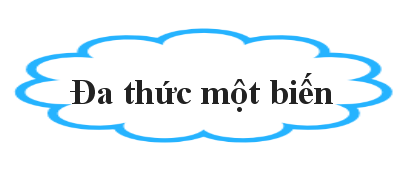 Đa thức một biến